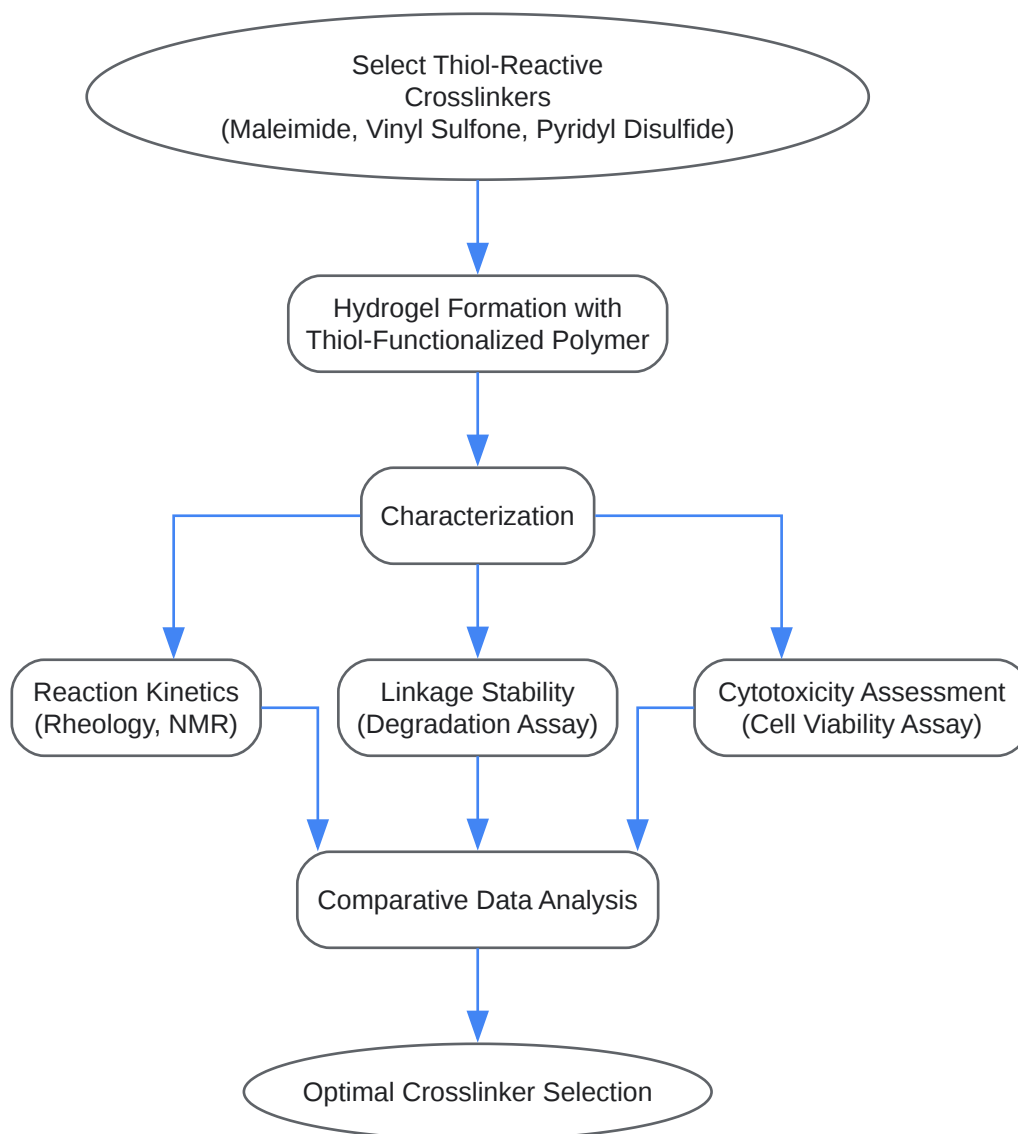 Select Thiol-Reactive
Crosslinkers
(Maleimide, Vinyl Sulfone, Pyridyl Disulfide)
Hydrogel Formation with
Thiol-Functionalized Polymer
Characterization
Reaction Kinetics
(Rheology, NMR)
Linkage Stability
(Degradation Assay)
Cytotoxicity Assessment
(Cell Viability Assay)
Comparative Data Analysis
Optimal Crosslinker Selection